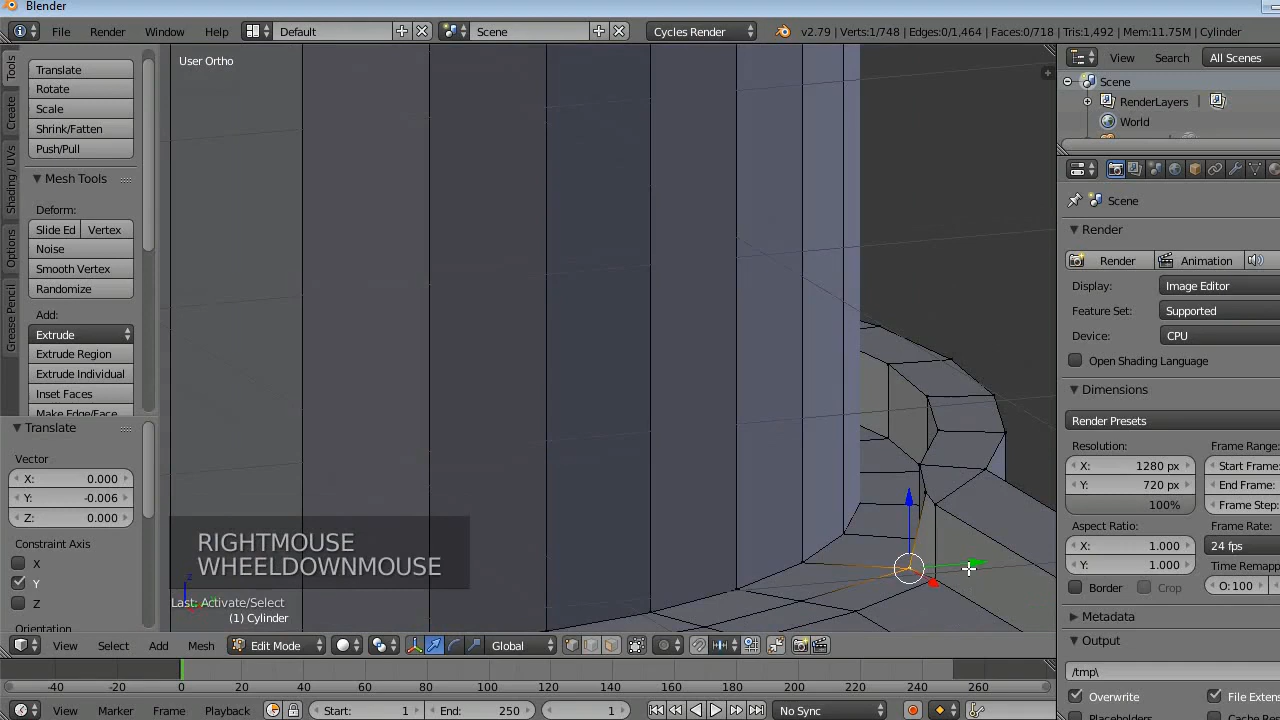 Blender
File Render Window Help Default Scene Cycles Render v2.79 | Verts:1/748 | Edges:0/1,464 | Faces:0/718 | Tris:1,492 | Mem:11.75M | Cylinder
User Ortho
Tools
Create
Shading / UVs
Options
Grease Pencil
Translate
Rotate
Scale
Shrink/Fatten
Push/Pull
Mesh Tools
Deform:
Slide Ed Vertex
Noise
Smooth Vertex
Randomize
Add:
Extrude
Extrude Region
Extrude Individual
Inset Faces
Make Edge/Face
Translate
Vector
X: 0.000
Y: -0.006
Z: 0.000
Constraint Axis
X
Y
Z
Orientation
RIGHTMOUSE
WHEELDOWNMOUSE
Last: Activate/Select
(1) Cylinder
View Select Add Mesh Edit Mode Global
-40 -20 0 20 40 60 80 100 120 140 160 180 200 220 240 260
View Marker Frame Playback Start: 1 End: 250 1 No Sync
View Search All Scenes
Scene
RenderLayers
World
Scene
Render
Render Animation
Display: Image Editor
Feature Set: Supported
Device: CPU
Open Shading Language
Dimensions
Render Presets
Resolution: Frame Range:
X: 1280 px Start Frame:
Y: 720 px End Frame:
100% Frame Step:
Aspect Ratio: Frame Rate:
X: 1.000 24 fps
Y: 1.000 Time Remapp
Border Crop O: 100
Metadata
Output
/tmp\
Overwrite File Exten